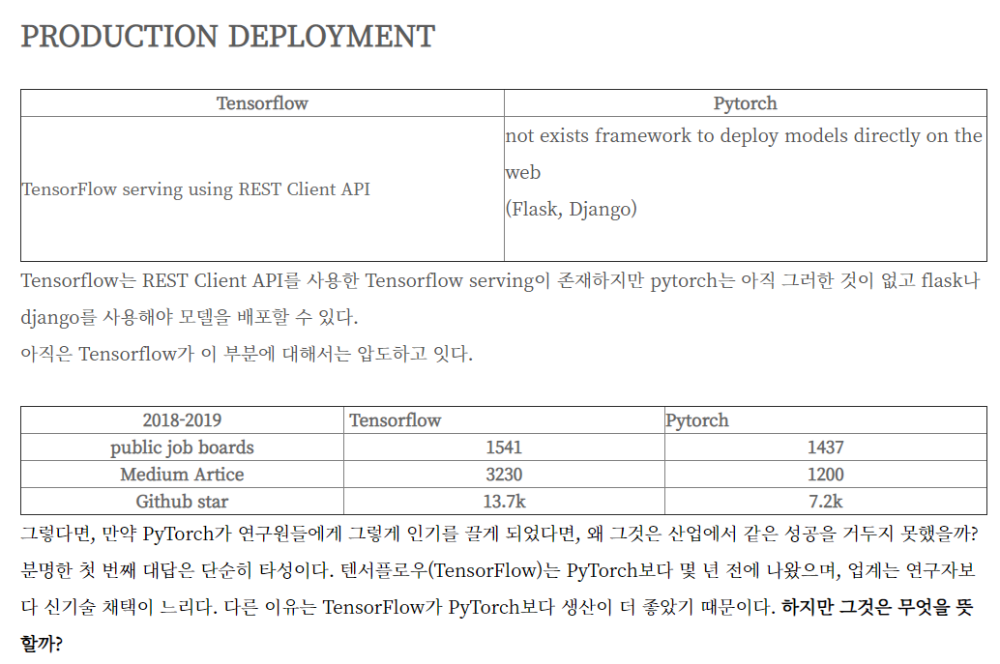 PRODUCTION DEPLOYMENT
Tensorflow Pytorch
TensorFlow serving using REST Client API
not exists framework to deploy models directly on the
web
(Flask, Django)
Tensorflow는 REST Client API를 사용한 Tensorflow serving이 존재하지만 pytorch는 아직 그러한 것이 없고 flask나
django를 사용해야 모델을 배포할 수 있다.
아직은 Tensorflow가 이 부분에 대해서는 압도하고 잇다.
2018-2019 Tensorflow Pytorch
public job boards 1541 1437
Medium Artice 3230 1200
Github star 13.7k 7.2k
그렇다면, 만약 PyTorch가 연구원들에게 그렇게 인기를 끌게 되었다면, 왜 그것은 산업에서 같은 성공을 거두지 못했을까?
분명한 첫 번째 대답은 단순히 타성이다. 텐서플로우(TensorFlow)는 PyTorch보다 몇 년 전에 나왔으며, 업계는 연구자보
다 신기술 채택이 느리다. 다른 이유는 TensorFlow가 PyTorch보다 생산이 더 좋았기 때문이다. 하지만 그것은 무엇을 뜻
할까?